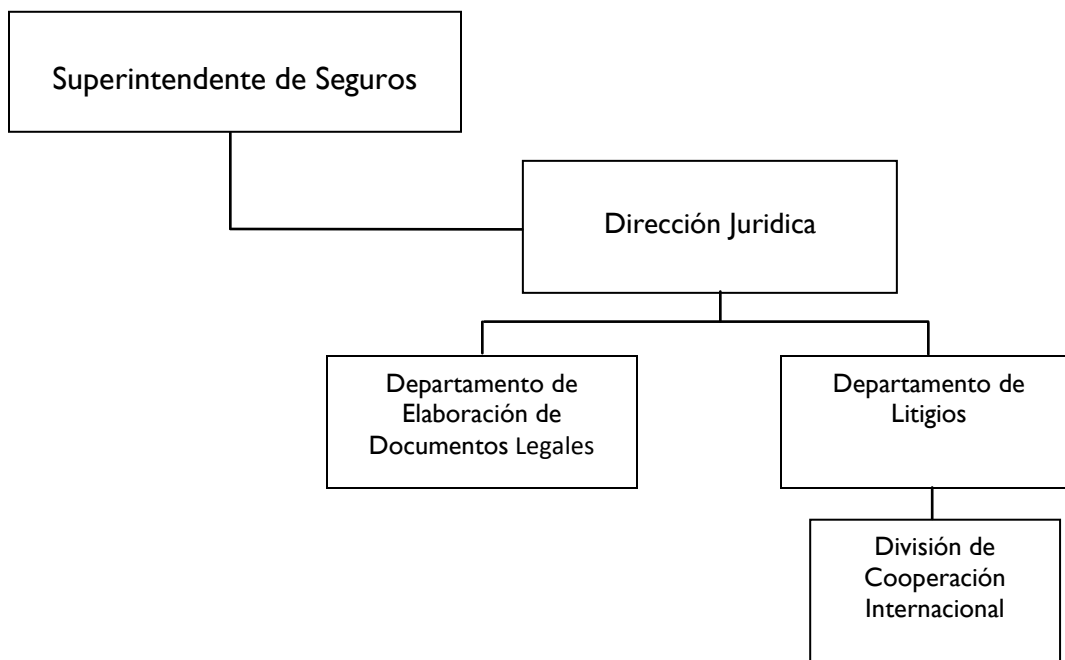 Superintendente de Seguros
Dirección Juridica
Departamento de
Elaboración de
Documentos Legales
Departamento de
Litigios
División de
Cooperación
Internacional